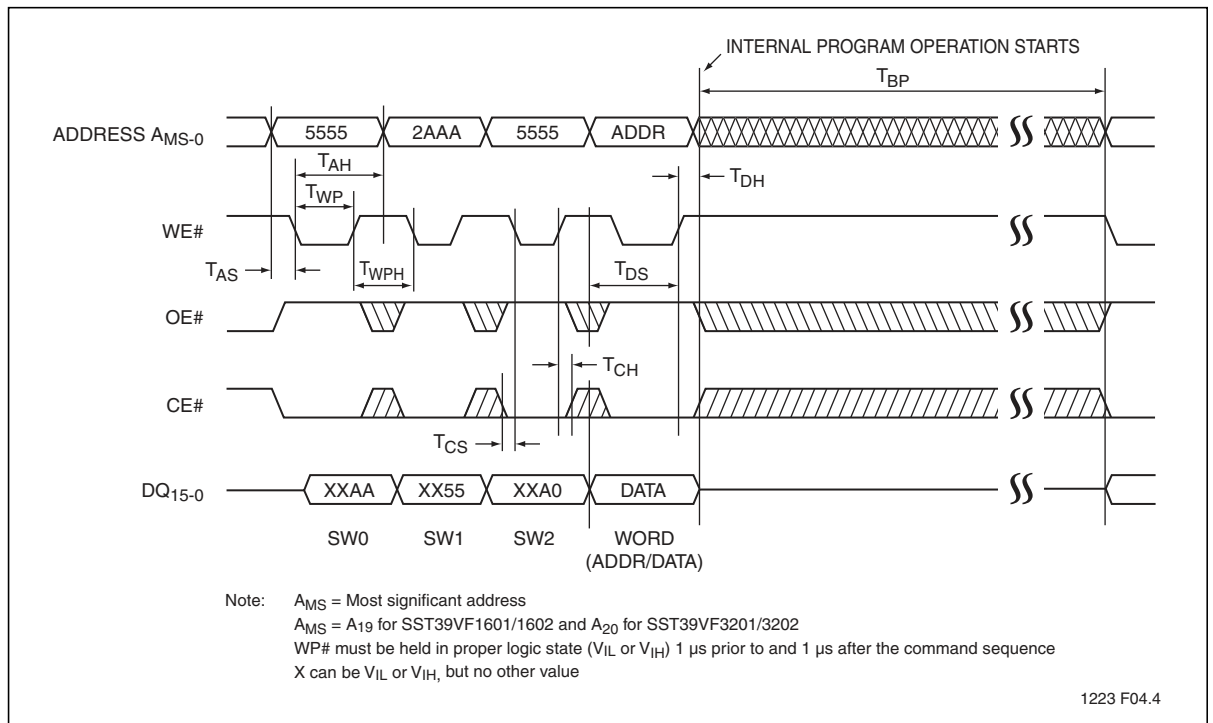 INTERNAL PROGRAM OPERATION STARTS
TBP
ADDRESS AMS-0
5555
2AAA
5555
ADDR
TAH
TDH
TWP
WE#
TAS
TWPH
TDS
OE#
TCH
CE#
TCS
DQ15-0
XXAA
XX55
XXA0
DATA
SW0
SW1
SW2
WORD
(ADDR/DATA)
Note: AMS = Most significant address
AMS = A19 for SST39VF1601/1602 and A20 for SST39VF3201/3202
WP# must be held in proper logic state (VIL or VIH) 1 µs prior to and 1 µs after the command sequence
X can be VIL or VIH, but no other value
1223 F04.4